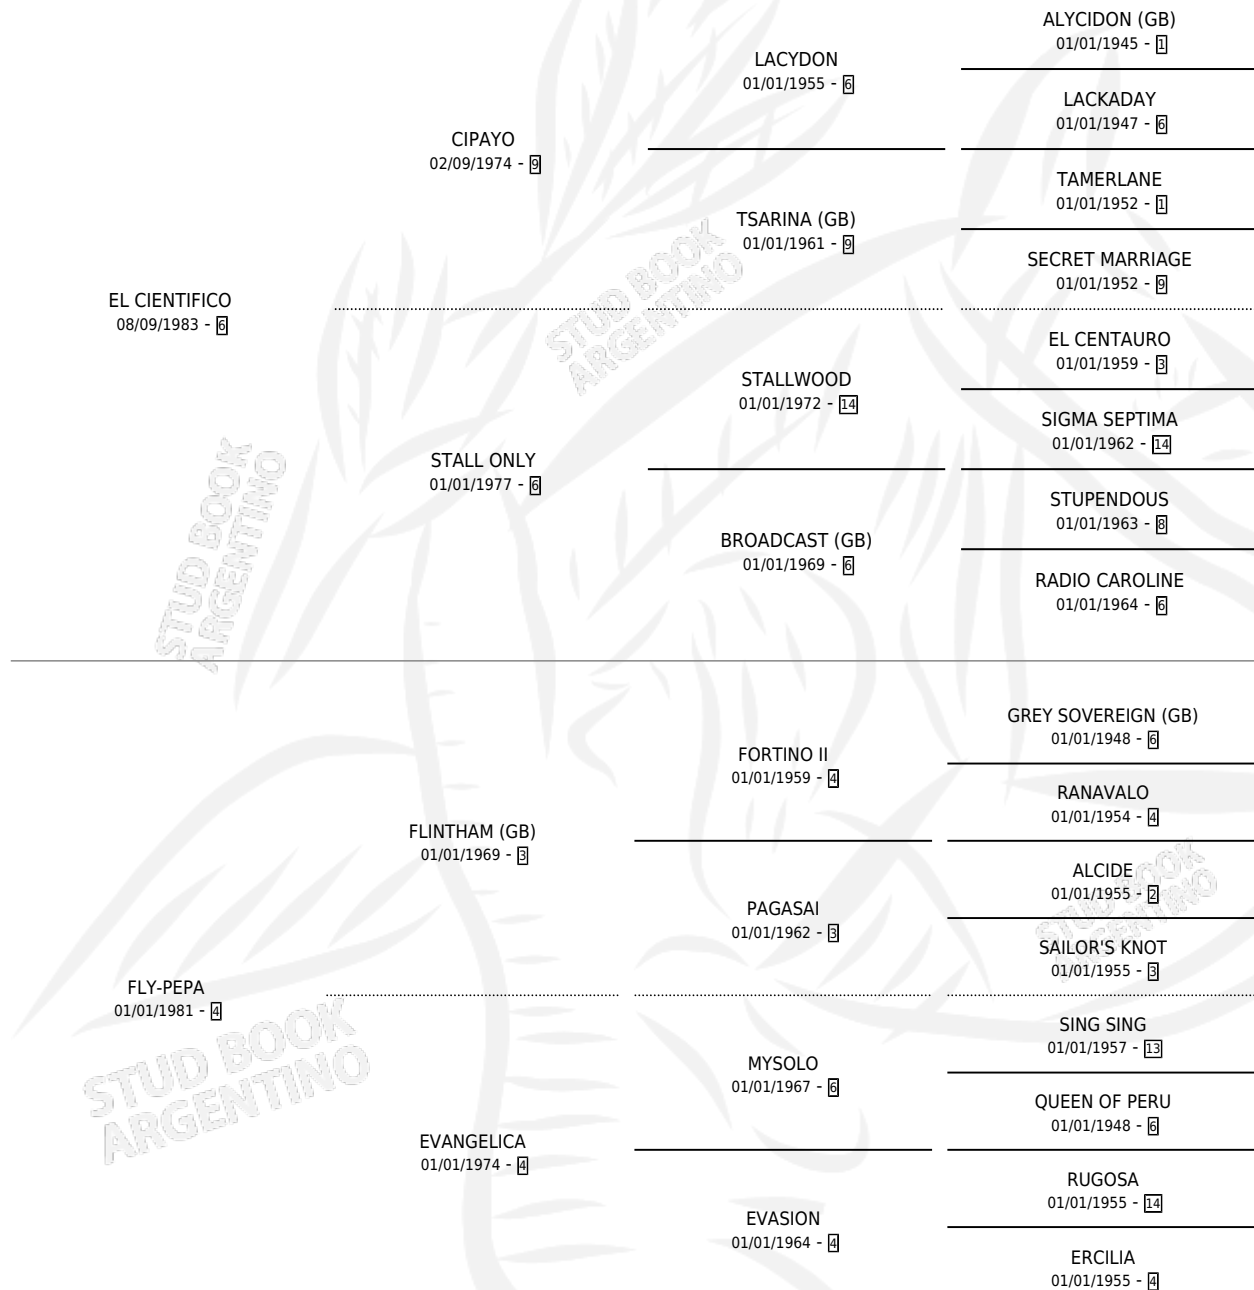 ALYCIDON (GB)
01/01/1945 - 1
LACYDON
01/01/1955 - 6
LACKADAY
01/01/1947 - 6
CIPAYO
02/09/1974 - 9
TAMERLANE
01/01/1952 - 1
TSARINA (GB)
01/01/1961 - 9
SECRET MARRIAGE
01/01/1952 - 9
EL CIENTIFICO
08/09/1983 - 6
EL CENTAURO
01/01/1959 - 3
STALLWOOD
01/01/1972 - 14
SIGMA SEPTIMA
01/01/1962 - 14
STALL ONLY
01/01/1977 - 6
STUPENDOUS
01/01/1963 - 8
BROADCAST (GB)
01/01/1969 - 6
RADIO CAROLINE
01/01/1964 - 6
GREY SOVEREIGN (GB)
01/01/1948 - 6
FORTINO II
01/01/1959 - 4
RANAVALO
01/01/1954 - 4
FLINTHAM (GB)
01/01/1969 - 3
ALCIDE
01/01/1955 - 2
PAGASAI
01/01/1962 - 3
SAILOR'S KNOT
01/01/1955 - 3
FLY-PEPA
01/01/1981 - 4
SING SING
01/01/1957 - 13
MYSOLO
01/01/1967 - 6
QUEEN OF PERU
01/01/1948 - 6
EVANGELICA
01/01/1974 - 4
RUGOSA
01/01/1955 - 14
EVASION
01/01/1964 - 4
ERCILIA
01/01/1955 - 4
STUD BOOK
ARGENTINO
STUD BOOK
ARGENTINO
STUD BOOK
ARGENTINO
STUD BOOK
ARGENTINO